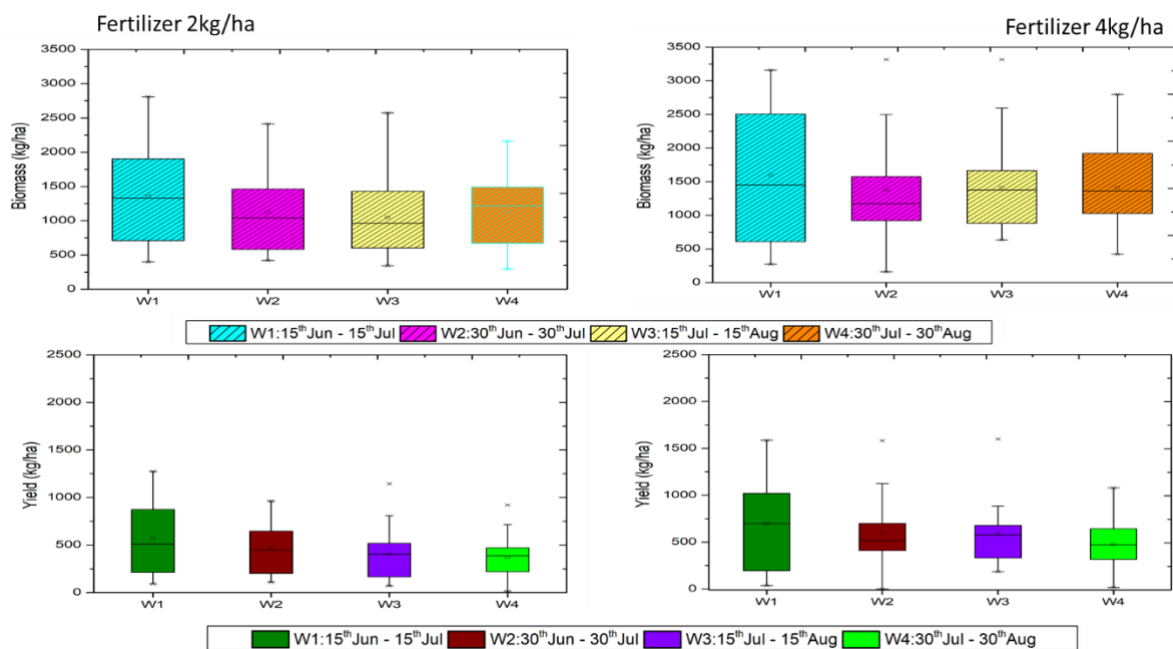 Fertilizer 2kg/ha
Fertilizer 4kg/ha
Biomass (kg/ha)
3500
3000
2500
2000
1500
1000
500
0
W1 W2 W3 W4
Biomass (kg/ha)
3500
3000
2500
2000
1500
1000
500
0
W1 W2 W3 W4
W1:15thJun - 15thJul W2:30thJun - 30thJul W3:15thJul - 15thAug W4:30thJul - 30thAug
Yield (kg/ha)
2500
2000
1500
1000
500
0
W1 W2 W3 W4
Yield (kg/ha)
2500
2000
1500
1000
500
0
W1 W2 W3 W4
W1:15thJun - 15thJul W2:30thJun - 30thJul W3:15thJul - 15thAug W4:30thJul - 30thAug